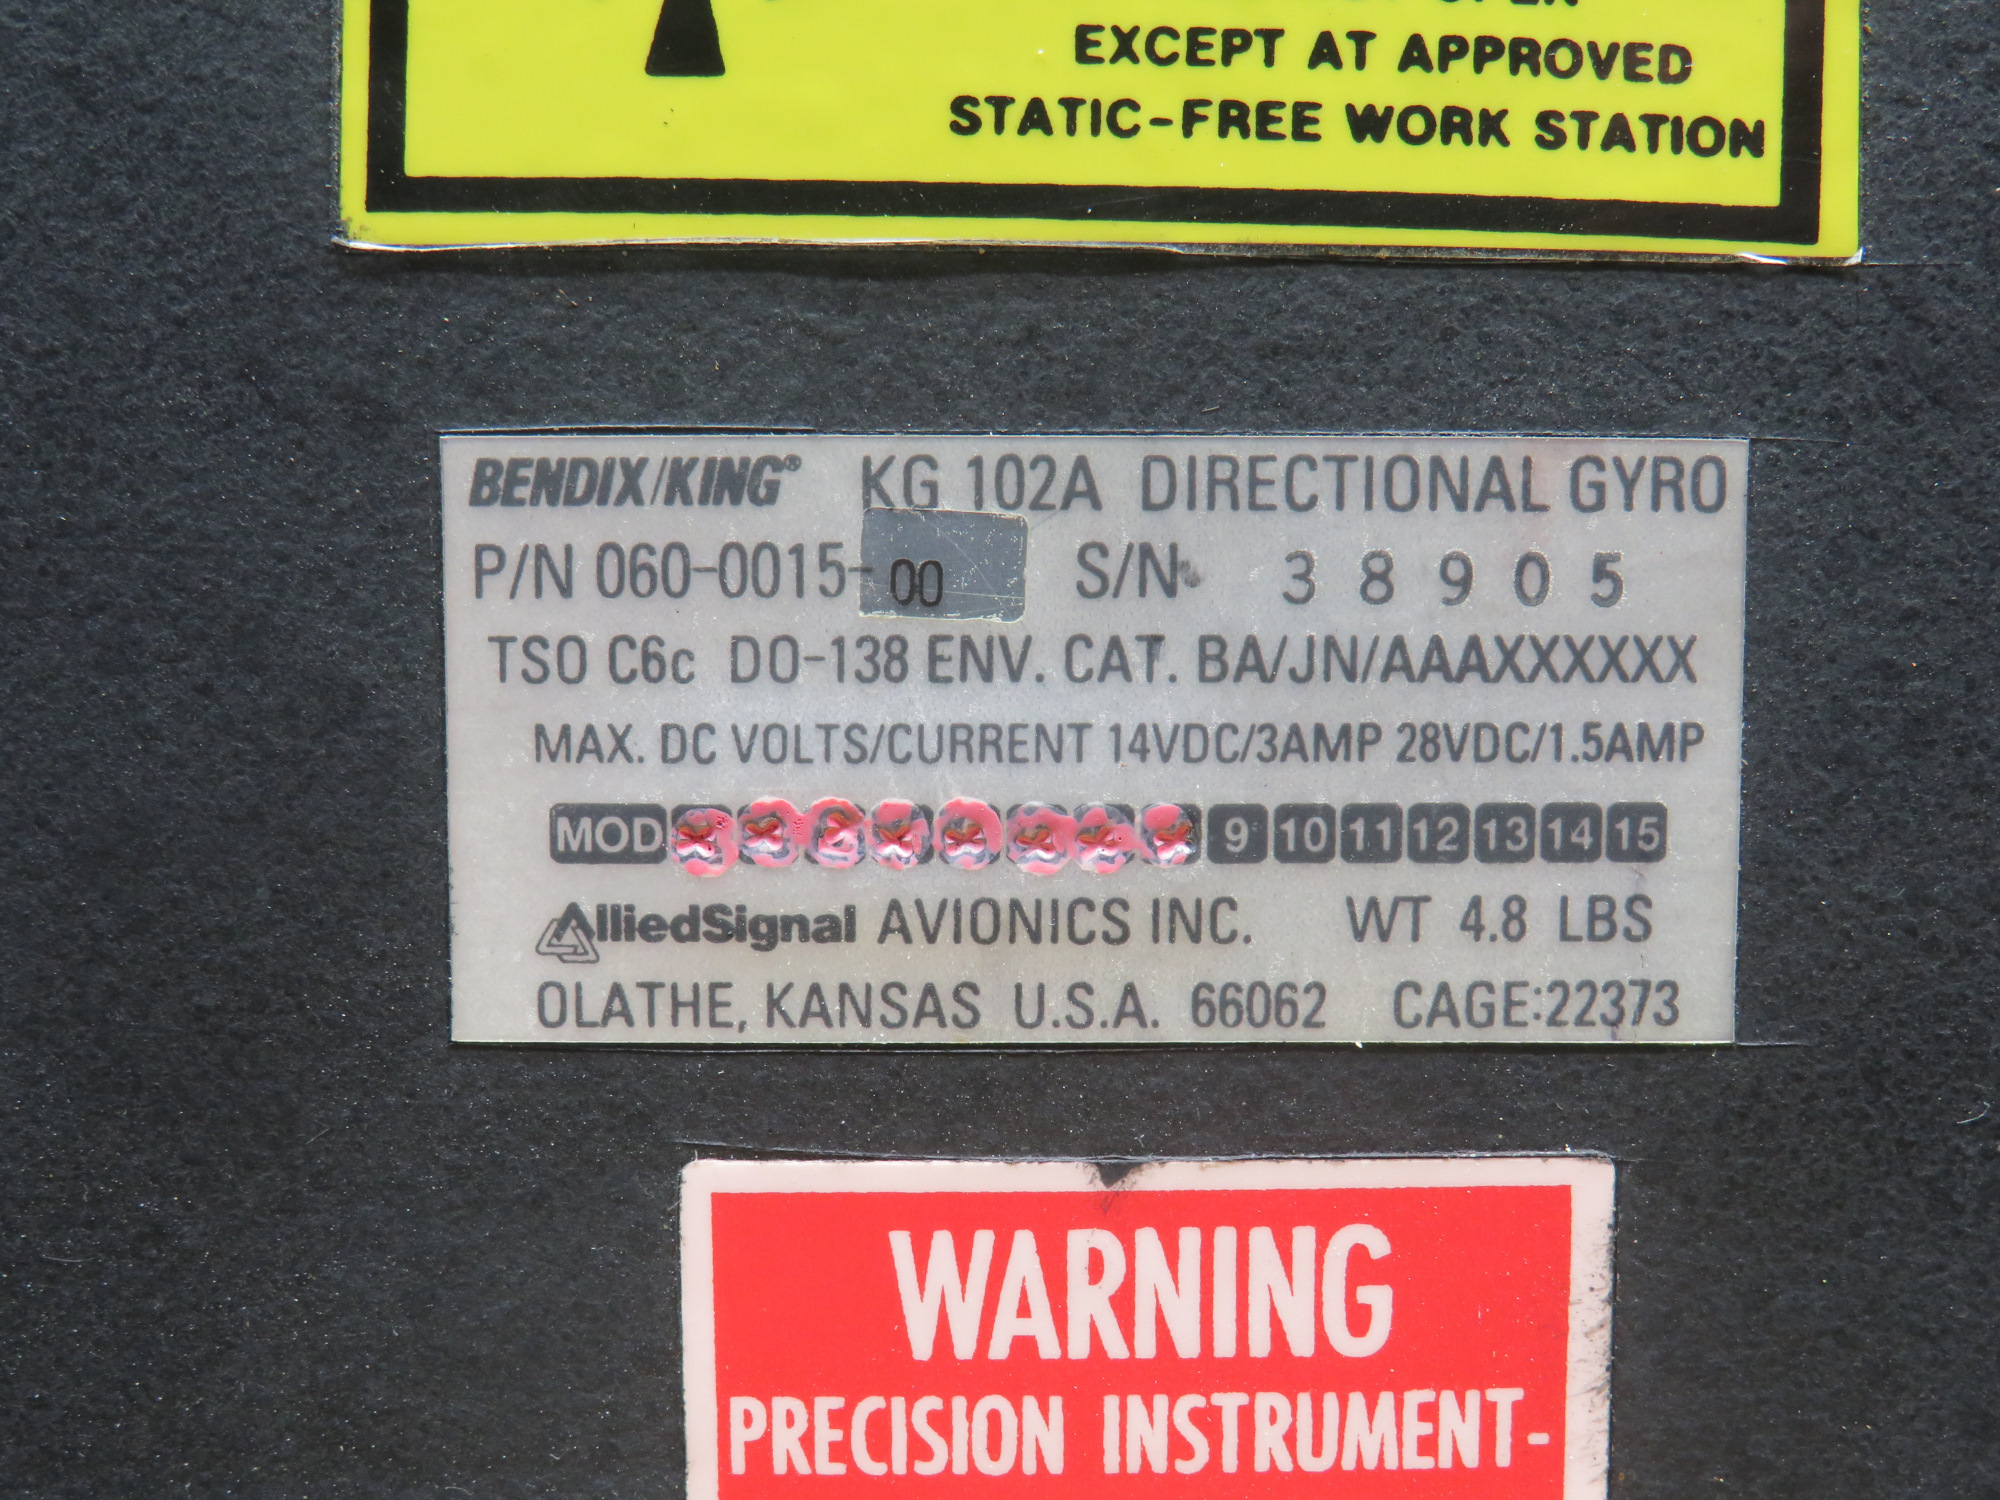 EXCEPT AT APPROVED
STATIC-FREE WORK STATION
BENDIX/KING® KG 102A DIRECTIONAL GYRO
P/N 060-0015-00 S/N 38905
TSO C6c DO-138 ENV. CAT. BA/JN/AAAXXXXXX
MAX. DC VOLTS/CURRENT 14VDC/3AMP 28VDC/1.5AMP
MOD 9 10 11 12 13 14 15
AlliedSignal AVIONICS INC. WT 4.8 LBS
OLATHE, KANSAS U.S.A. 66062 CAGE:22373
WARNING
PRECISION INSTRUMENT-